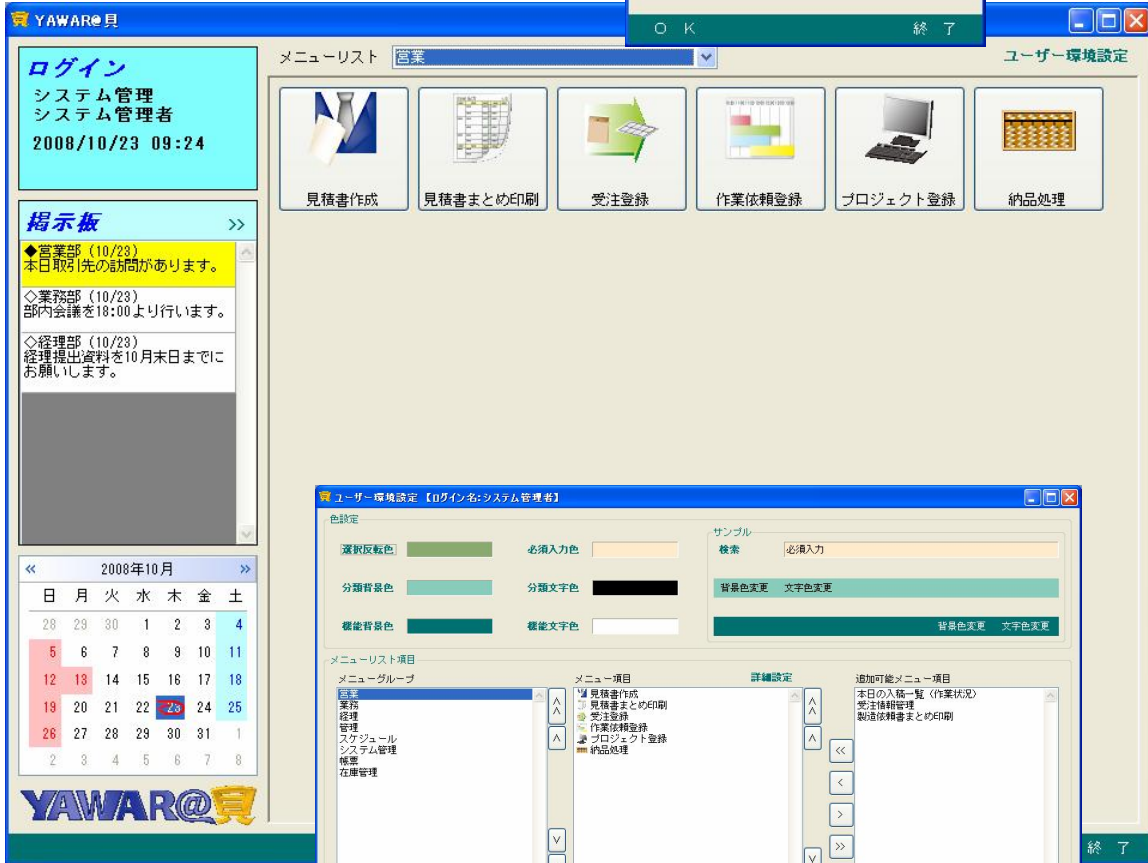 YAWAR@貝
OK 終了
ログイン
システム管理
システム管理者
2008/10/23 09:24
メニューリスト 営業
ユーザー環境設定
見積書作成 見積書まとめ印刷 受注登録 作業依頼登録 プロジェクト登録 納品処理
掲示板 >>
◆営業部 (10/23)
本日取引先の訪問があります。
◇業務部 (10/23)
部内会議を18:00より行います。
◇経理部 (10/23)
経理提出資料を10月末日までに
お願いします。
« 2008年10月 »
日 月 火 水 木 金 土
28 29 30 1 2 3 4
5 6 7 8 9 10 11
12 13 14 15 16 17 18
19 20 21 22 23 24 25
26 27 28 29 30 31 1
2 3 4 5 6 7 8
YAWAR@貝
ユーザー環境設定 【ログイン名:システム管理者】
色設定
選択反転色 必須入力色
分類背景色 分類文字色
機能背景色 機能文字色
サンプル
検索 必須入力
背景色変更 文字色変更
背景色変更 文字色変更
メニューリスト項目
メニューグループ
営業
業務
経理
管理
スケジュール
システム管理
帳票
在庫管理
メニュー項目 詳細設定
見積書作成
見積書まとめ印刷
受注登録
作業依頼登録
プロジェクト登録
納品処理
追加可能メニュー項目
本日の入稿一覧(作業状況)
受注情報管理
製造依頼書まとめ印刷
<<
<
>
>>
終了